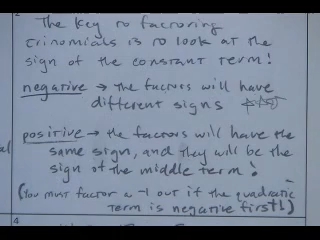 The key to factoring
trinomials is to look at the
sign of the constant term!
negative → the factors will have
different signs
positive → the factors will have the
same sign, and they will be the
sign of the middle term!
(You must factor a -1 out if the quadratic
term is negative first!!)
4